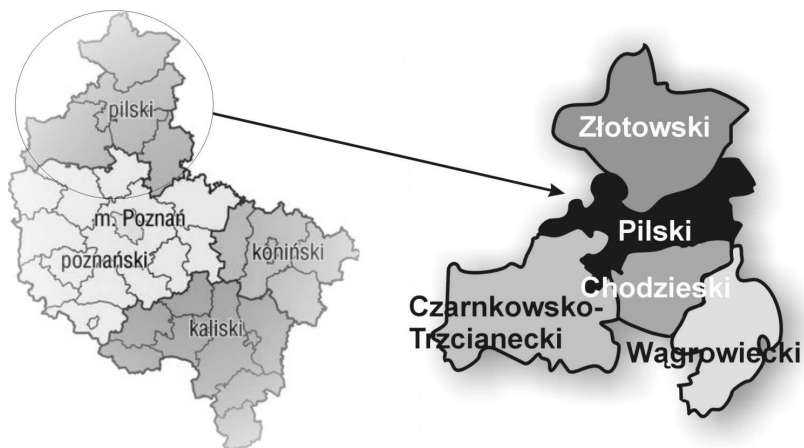 pilski
m. Poznań
poznański
koniński
kaliski
Złotowski
Pilski
Chodzieski
Czarnkowsko-
Trzcianecki
Wągrowiecki